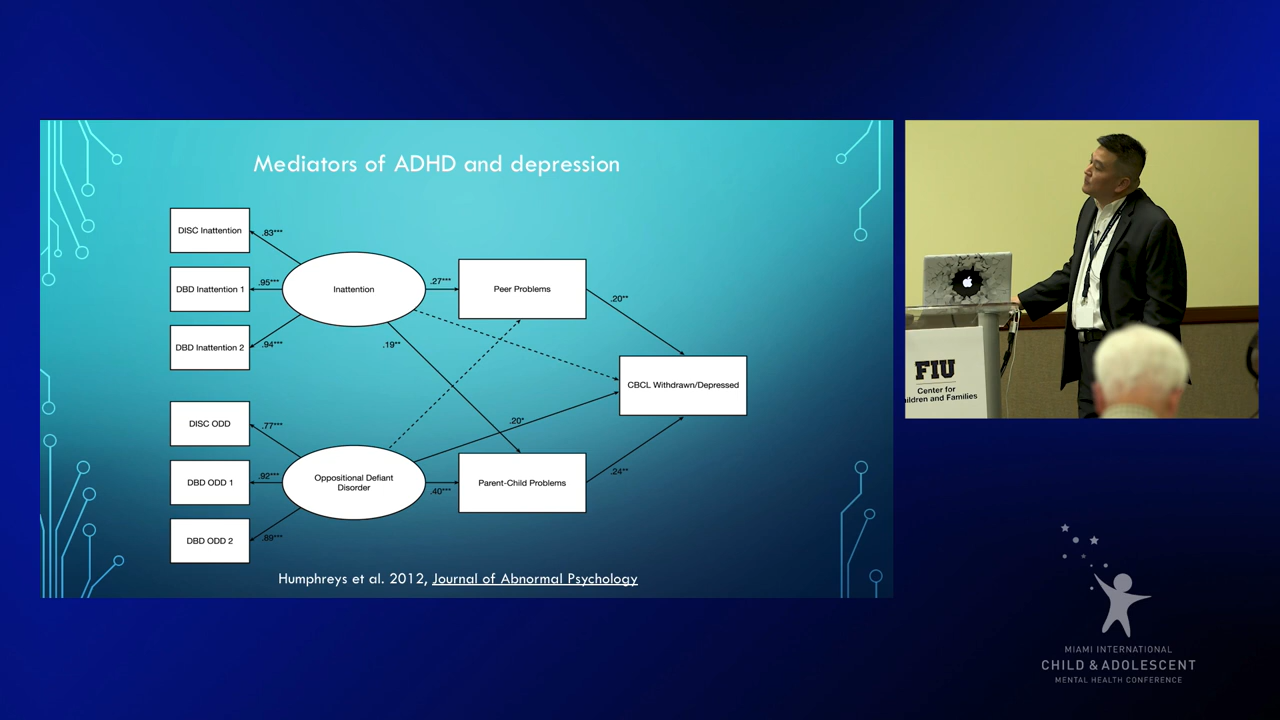 Mediators of ADHD and depression
DISC Inattention
.83***
DBD Inattention 1
.95***
Inattention
.27***
Peer Problems
.20**
DBD Inattention 2
.94***
.19**
CBCL Withdrawn/Depressed
DISC ODD
.77***
.20*
DBD ODD 1
.92***
Oppositional Defiant
Disorder
.40***
Parent-Child Problems
.24**
DBD ODD 2
.89***
Humphreys et al. 2012, Journal of Abnormal Psychology
FIU
Center for
ildren and Families
MIAMI INTERNATIONAL
CHILD & ADOLESCENT
MENTAL HEALTH CONFERENCE